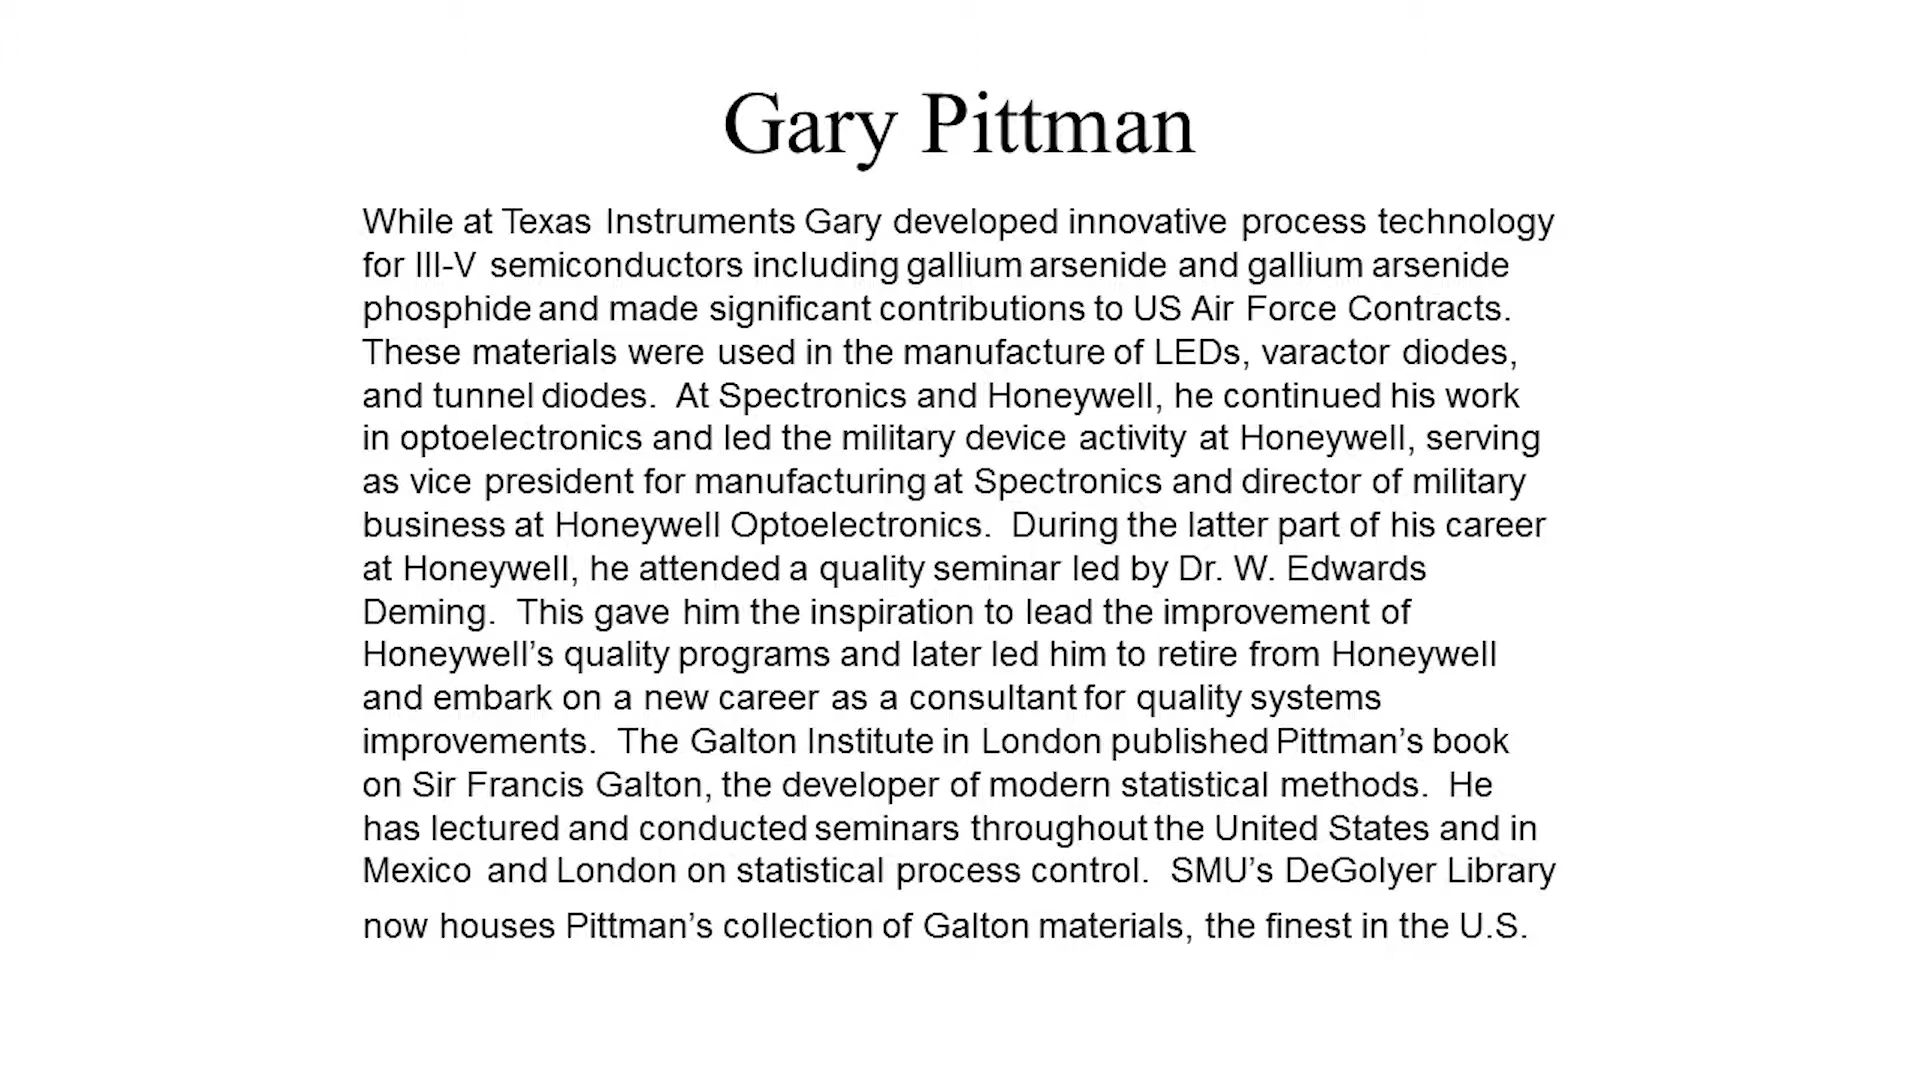 Gary Pittman
While at Texas Instruments Gary developed innovative process technology
for III-V semiconductors including gallium arsenide and gallium arsenide
phosphide and made significant contributions to US Air Force Contracts.
These materials were used in the manufacture of LEDs, varactor diodes,
and tunnel diodes.  At Spectronics and Honeywell, he continued his work
in optoelectronics and led the military device activity at Honeywell, serving
as vice president for manufacturing at Spectronics and director of military
business at Honeywell Optoelectronics.  During the latter part of his career
at Honeywell, he attended a quality seminar led by Dr. W. Edwards
Deming.  This gave him the inspiration to lead the improvement of
Honeywell’s quality programs and later led him to retire from Honeywell
and embark on a new career as a consultant for quality systems
improvements.  The Galton Institute in London published Pittman’s book
on Sir Francis Galton, the developer of modern statistical methods.  He
has lectured and conducted seminars throughout the United States and in
Mexico and London on statistical process control.  SMU’s DeGolyer Library
now houses Pittman’s collection of Galton materials, the finest in the U.S.